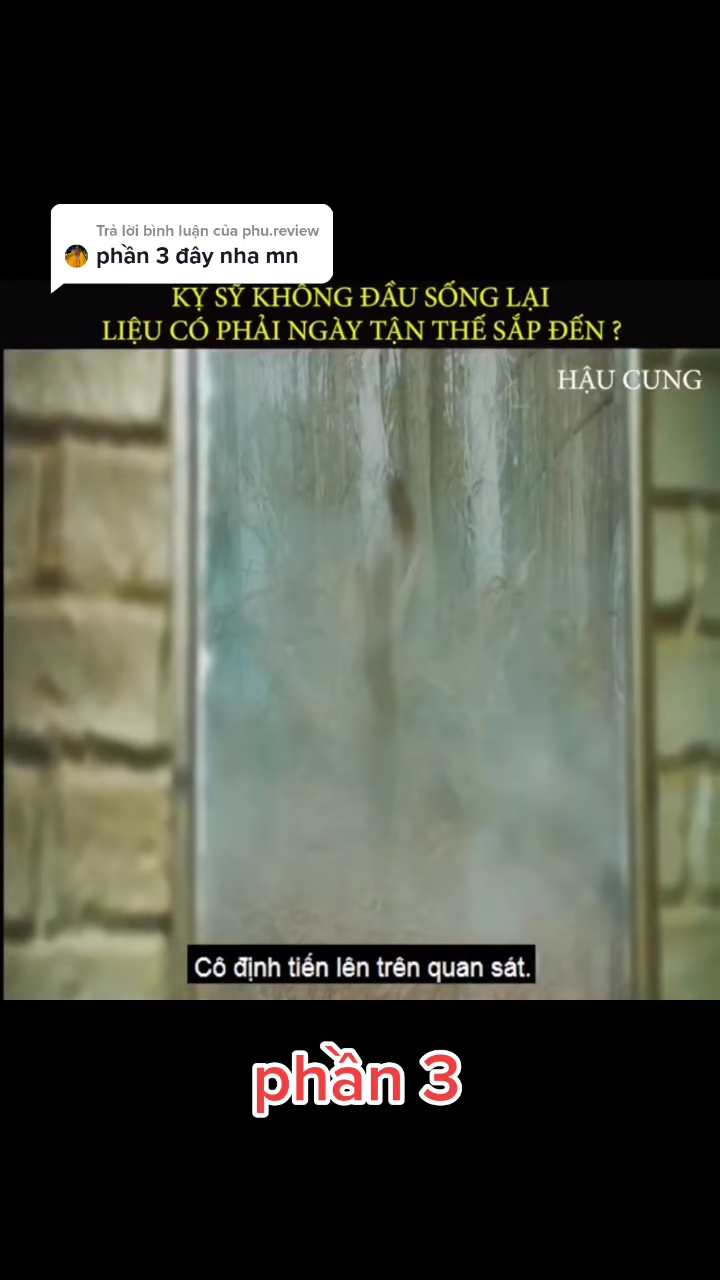 Trả lời bình luận của phu.review
phần 3 đây nha mn
KỴ SỸ KHÔNG ĐẦU SỐNG LẠI
LIỆU CÓ PHẢI NGÀY TẬN THẾ SẮP ĐẾN ?
HẬU CUNG
Cô định tiến lên trên quan sát.
phần 3